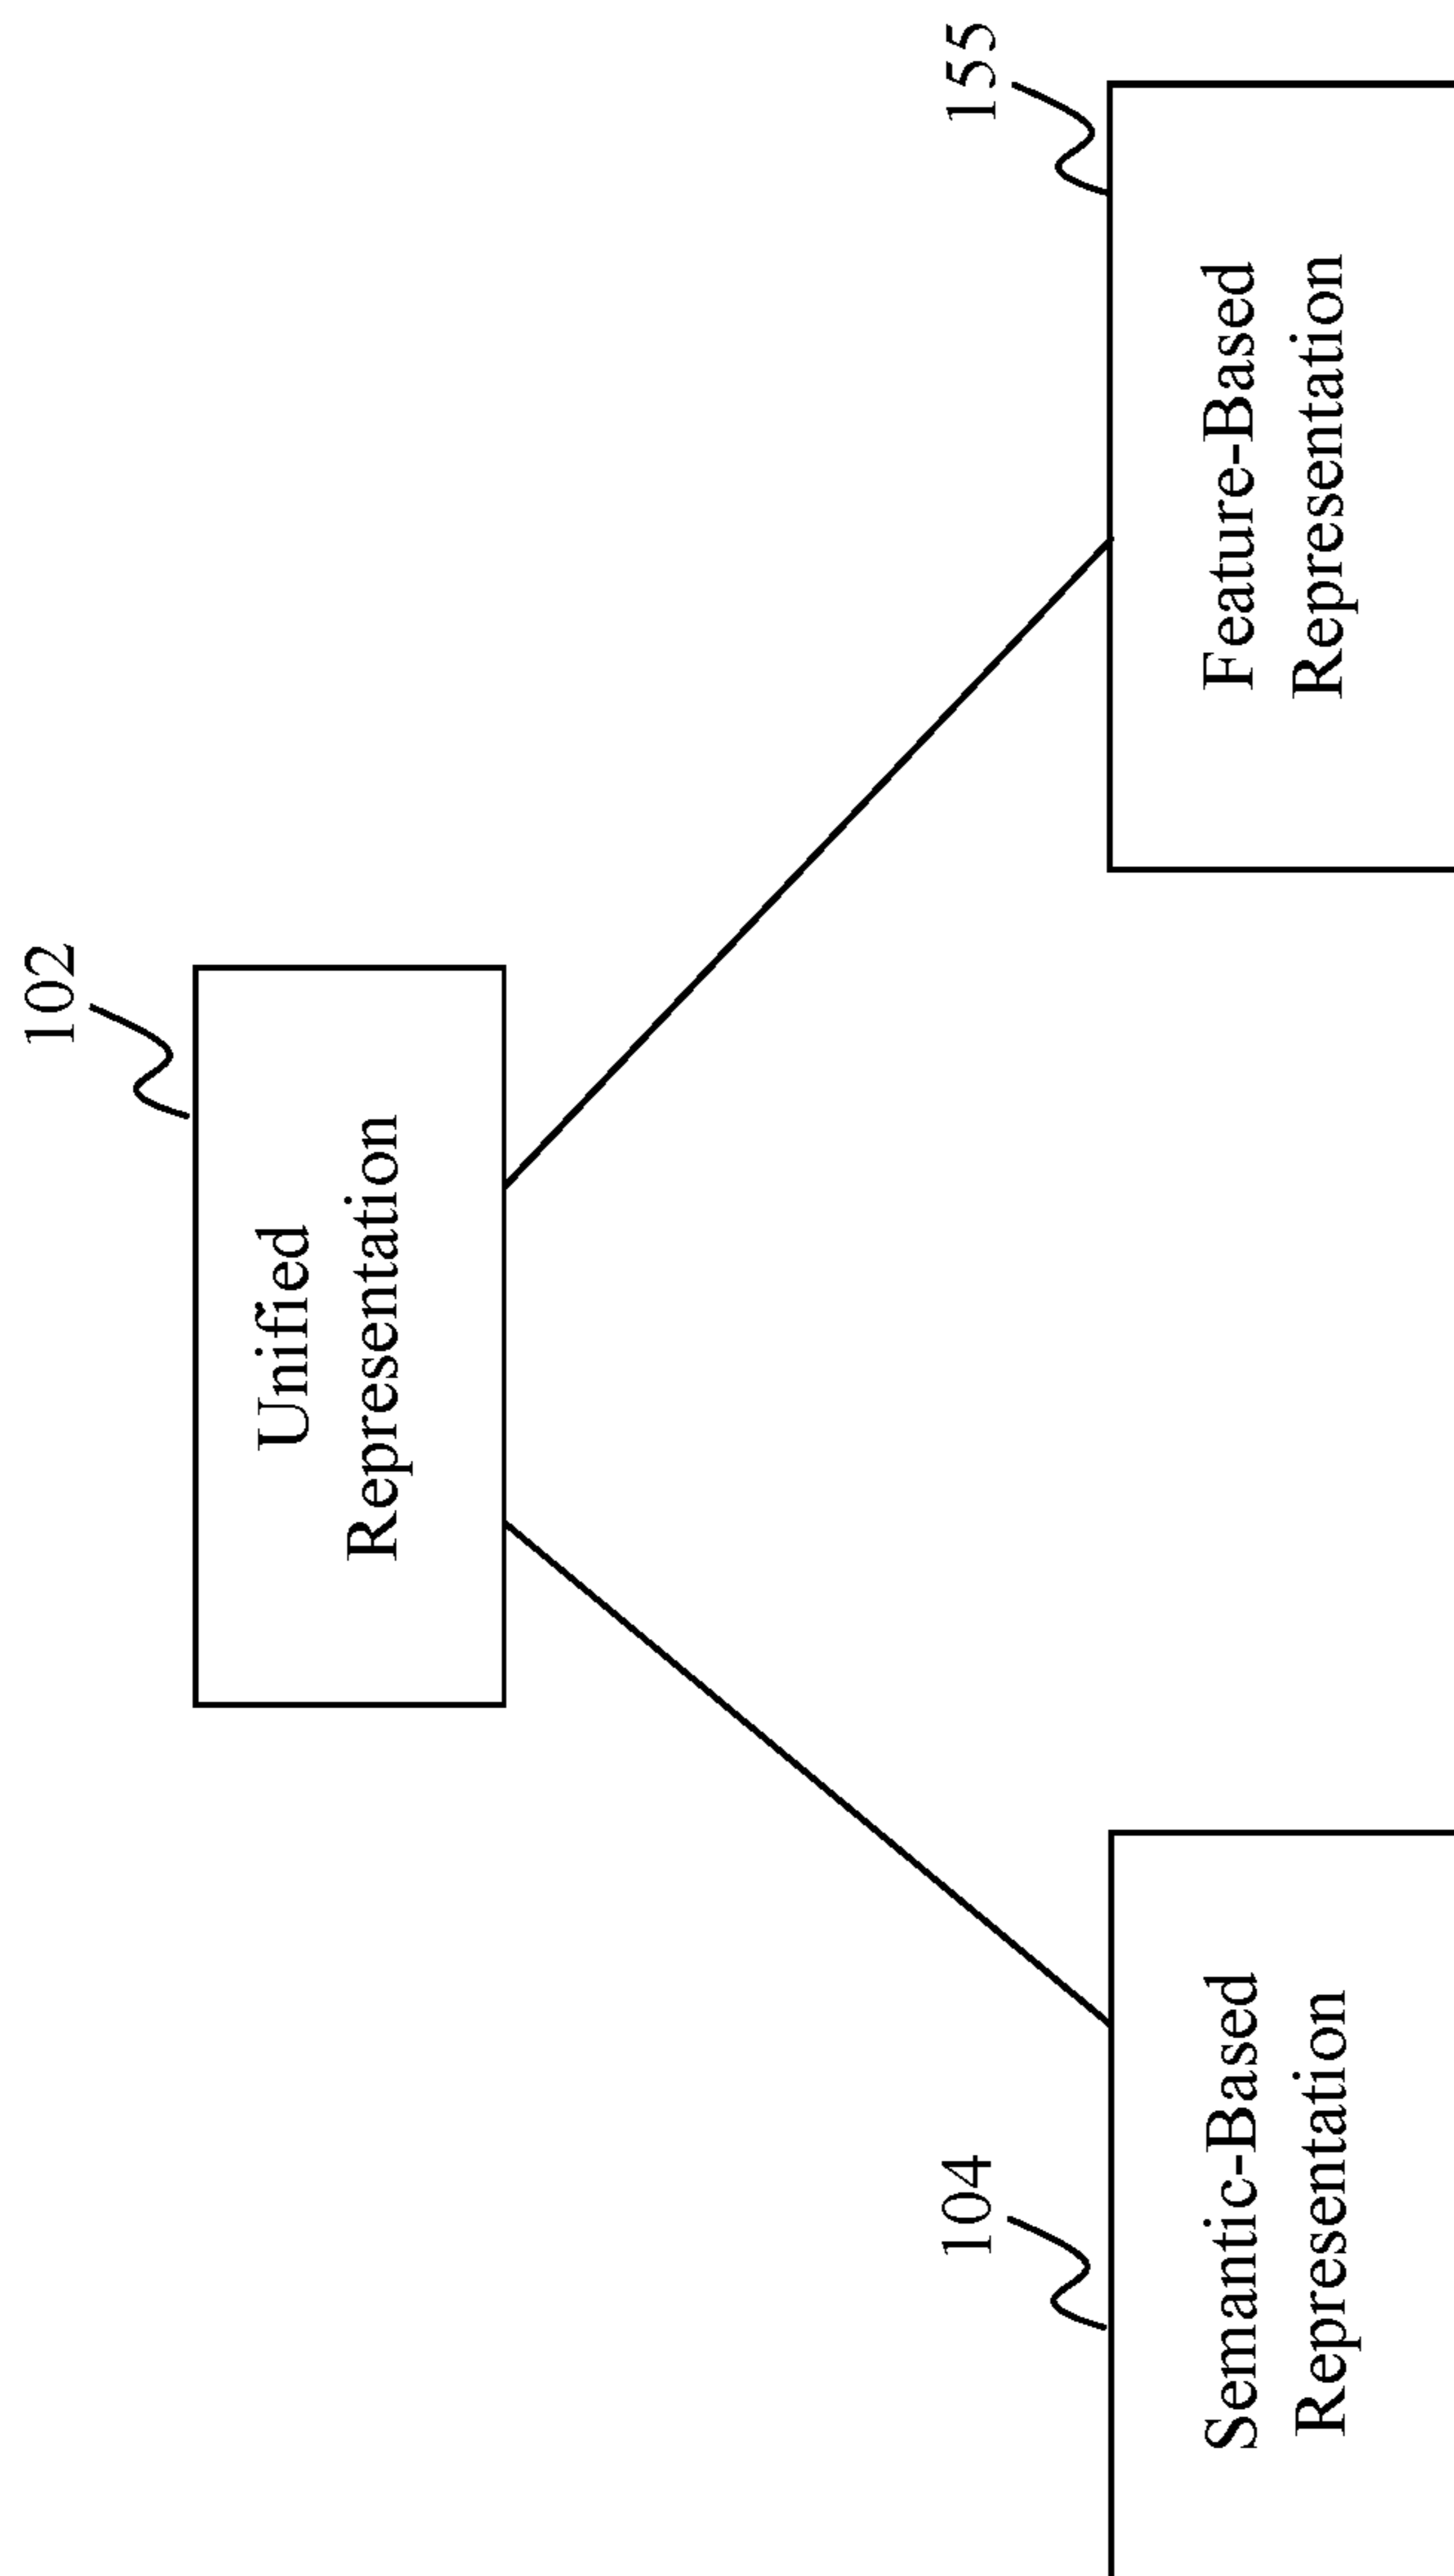 102
Unified
Representation
104
155
Semantic-Based
Representation
Feature-Based
Representation